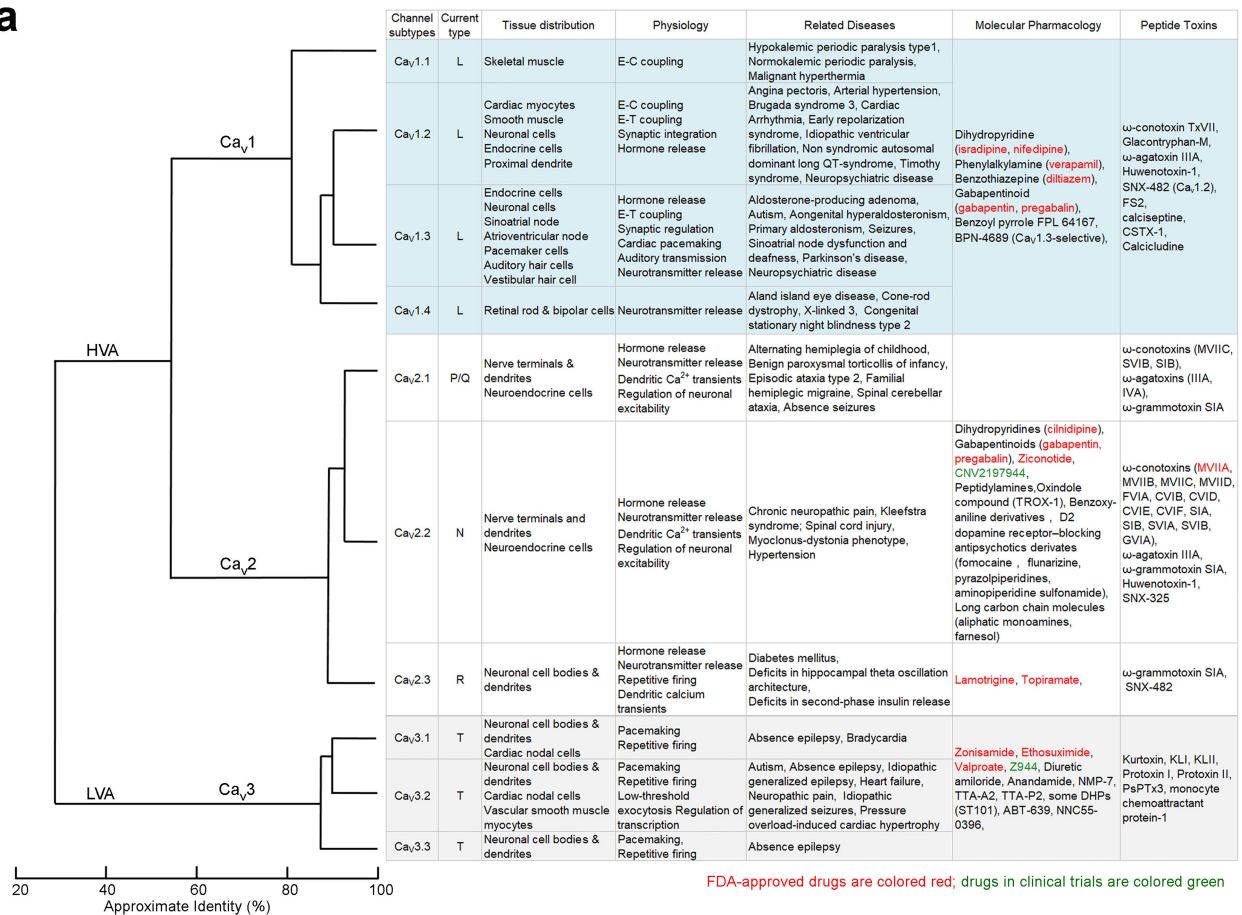 a
Channel subtypes
Current type
Tissue distribution
Physiology
Related Diseases
Molecular Pharmacology
Peptide Toxins
Cav1
Cav2
Cav3
HVA
LVA
CaV1.1
L
Skeletal muscle
E-C coupling
Hypokalemic periodic paralysis type1,
Normokalemic periodic paralysis,
Malignant hyperthermia
CaV1.2
L
Cardiac myocytes
Smooth muscle
Neuronal cells
Endocrine cells
Proximal dendrite
E-C coupling
E-T coupling
Synaptic integration
Hormone release
Angina pectoris, Arterial hypertension,
Brugada syndrome 3, Cardiac
Arrhythmia, Early repolarization
syndrome, Idiopathic ventricular
fibrillation, Non syndromic autosomal
dominant long QT-syndrome, Timothy
syndrome, Neuropsychiatric disease
CaV1.3
L
Endocrine cells
Neuronal cells
Sinoatrial node
Atrioventricular node
Pacemaker cells
Auditory hair cells
Vestibular hair cell
Hormone release
E-T coupling
Synaptic regulation
Cardiac pacemaking
Auditory transmission
Neurotransmitter release
Aldosterone-producing adenoma,
Autism, Aongenital hyperaldosteronism,
Primary aldosteronism, Seizures,
Sinoatrial node dysfunction and
deafness, Parkinson's disease,
Neuropsychiatric disease
CaV1.4
L
Retinal rod & bipolar cells
Neurotransmitter release
Aland island eye disease, Cone-rod
dystrophy, X-linked 3, Congenital
stationary night blindness type 2
Dihydropyridine
(isradipine, nifedipine),
Phenylalkylamine (verapamil),
Benzothiazepine (diltiazem),
Gabapentinoid
(gabapentin, pregabalin),
Benzoyl pyrrole FPL 64167,
BPN-4689 (CaV1.3-selective),
ω-conotoxin TxVII,
Glacontryphan-M,
ω-agatoxin IIIA,
Huwenotoxin-1,
SNX-482 (Cav1.2),
FS2,
calciseptine,
CSTX-1,
Calcicludine
CaV2.1
P/Q
Nerve terminals &
dendrites
Neuroendocrine cells
Hormone release
Neurotransmitter release
Dendritic Ca2+ transients
Regulation of neuronal
excitability
Alternating hemiplegia of childhood,
Benign paroxysmal torticollis of infancy,
Episodic ataxia type 2, Familial
hemiplegic migraine, Spinal cerebellar
ataxia, Absence seizures
ω-conotoxins (MVIIC,
SVIB, SIB),
ω-agatoxins (IIIA,
IVA),
ω-grammotoxin SIA
CaV2.2
N
Nerve terminals and
dendrites
Neuroendocrine cells
Hormone release
Neurotransmitter release
Dendritic Ca2+ transients
Regulation of neuronal
excitability
Chronic neuropathic pain, Kleefstra
syndrome; Spinal cord injury,
Myoclonus-dystonia phenotype,
Hypertension
Dihydropyridines (cilnidipine),
Gabapentinoids (gabapentin,
pregabalin), Ziconotide,
CNV2197944,
Peptidylamines,Oxindole
compound (TROX-1), Benzoxy-
aniline derivatives , D2
dopamine receptor–blocking
antipsychotics derivates
(fomocaine , flunarizine,
pyrazolpiperidines,
aminopiperidine sulfonamide),
Long carbon chain molecules
(aliphatic monoamines,
farnesol)
ω-conotoxins (MVIIA,
MVIIB, MVIIC, MVIID,
FVIA, CVIB, CVID,
CVIE, CVIF, SIA,
SIB, SVIA, SVIB,
GVIA),
ω-agatoxin IIIA,
ω-grammotoxin SIA,
Huwenotoxin-1,
SNX-325
CaV2.3
R
Neuronal cell bodies &
dendrites
Hormone release
Neurotransmitter release
Repetitive firing
Dendritic calcium
transients
Diabetes mellitus,
Deficits in hippocampal theta oscillation
architecture,
Deficits in second-phase insulin release
Lamotrigine, Topiramate,
ω-grammotoxin SIA,
SNX-482
CaV3.1
T
Neuronal cell bodies &
dendrites
Cardiac nodal cells
Pacemaking
Repetitive firing
Absence epilepsy, Bradycardia
CaV3.2
T
Neuronal cell bodies &
dendrites
Cardiac nodal cells
Vascular smooth muscle
myocytes
Pacemaking
Repetitive firing
Low-threshold
exocytosis Regulation of
transcription
Autism, Absence epilepsy, Idiopathic
generalized epilepsy, Heart failure,
Neuropathic pain, Idiopathic
generalized seizures, Pressure
overload-induced cardiac hypertrophy
CaV3.3
T
Neuronal cell bodies &
dendrites
Pacemaking,
Repetitive firing
Absence epilepsy
Zonisamide, Ethosuximide,
Valproate, Z944, Diuretic
amiloride, Anandamide, NMP-7,
TTA-A2, TTA-P2, some DHPs
(ST101), ABT-639, NNC55-
0396,
Kurtoxin, KLI, KLII,
Protoxin I, Protoxin II,
PsPTx3, monocyte
chemoattractant
protein-1
20 40 60 80 100
Approximate Identity (%)
FDA-approved drugs are colored red; drugs in clinical trials are colored green